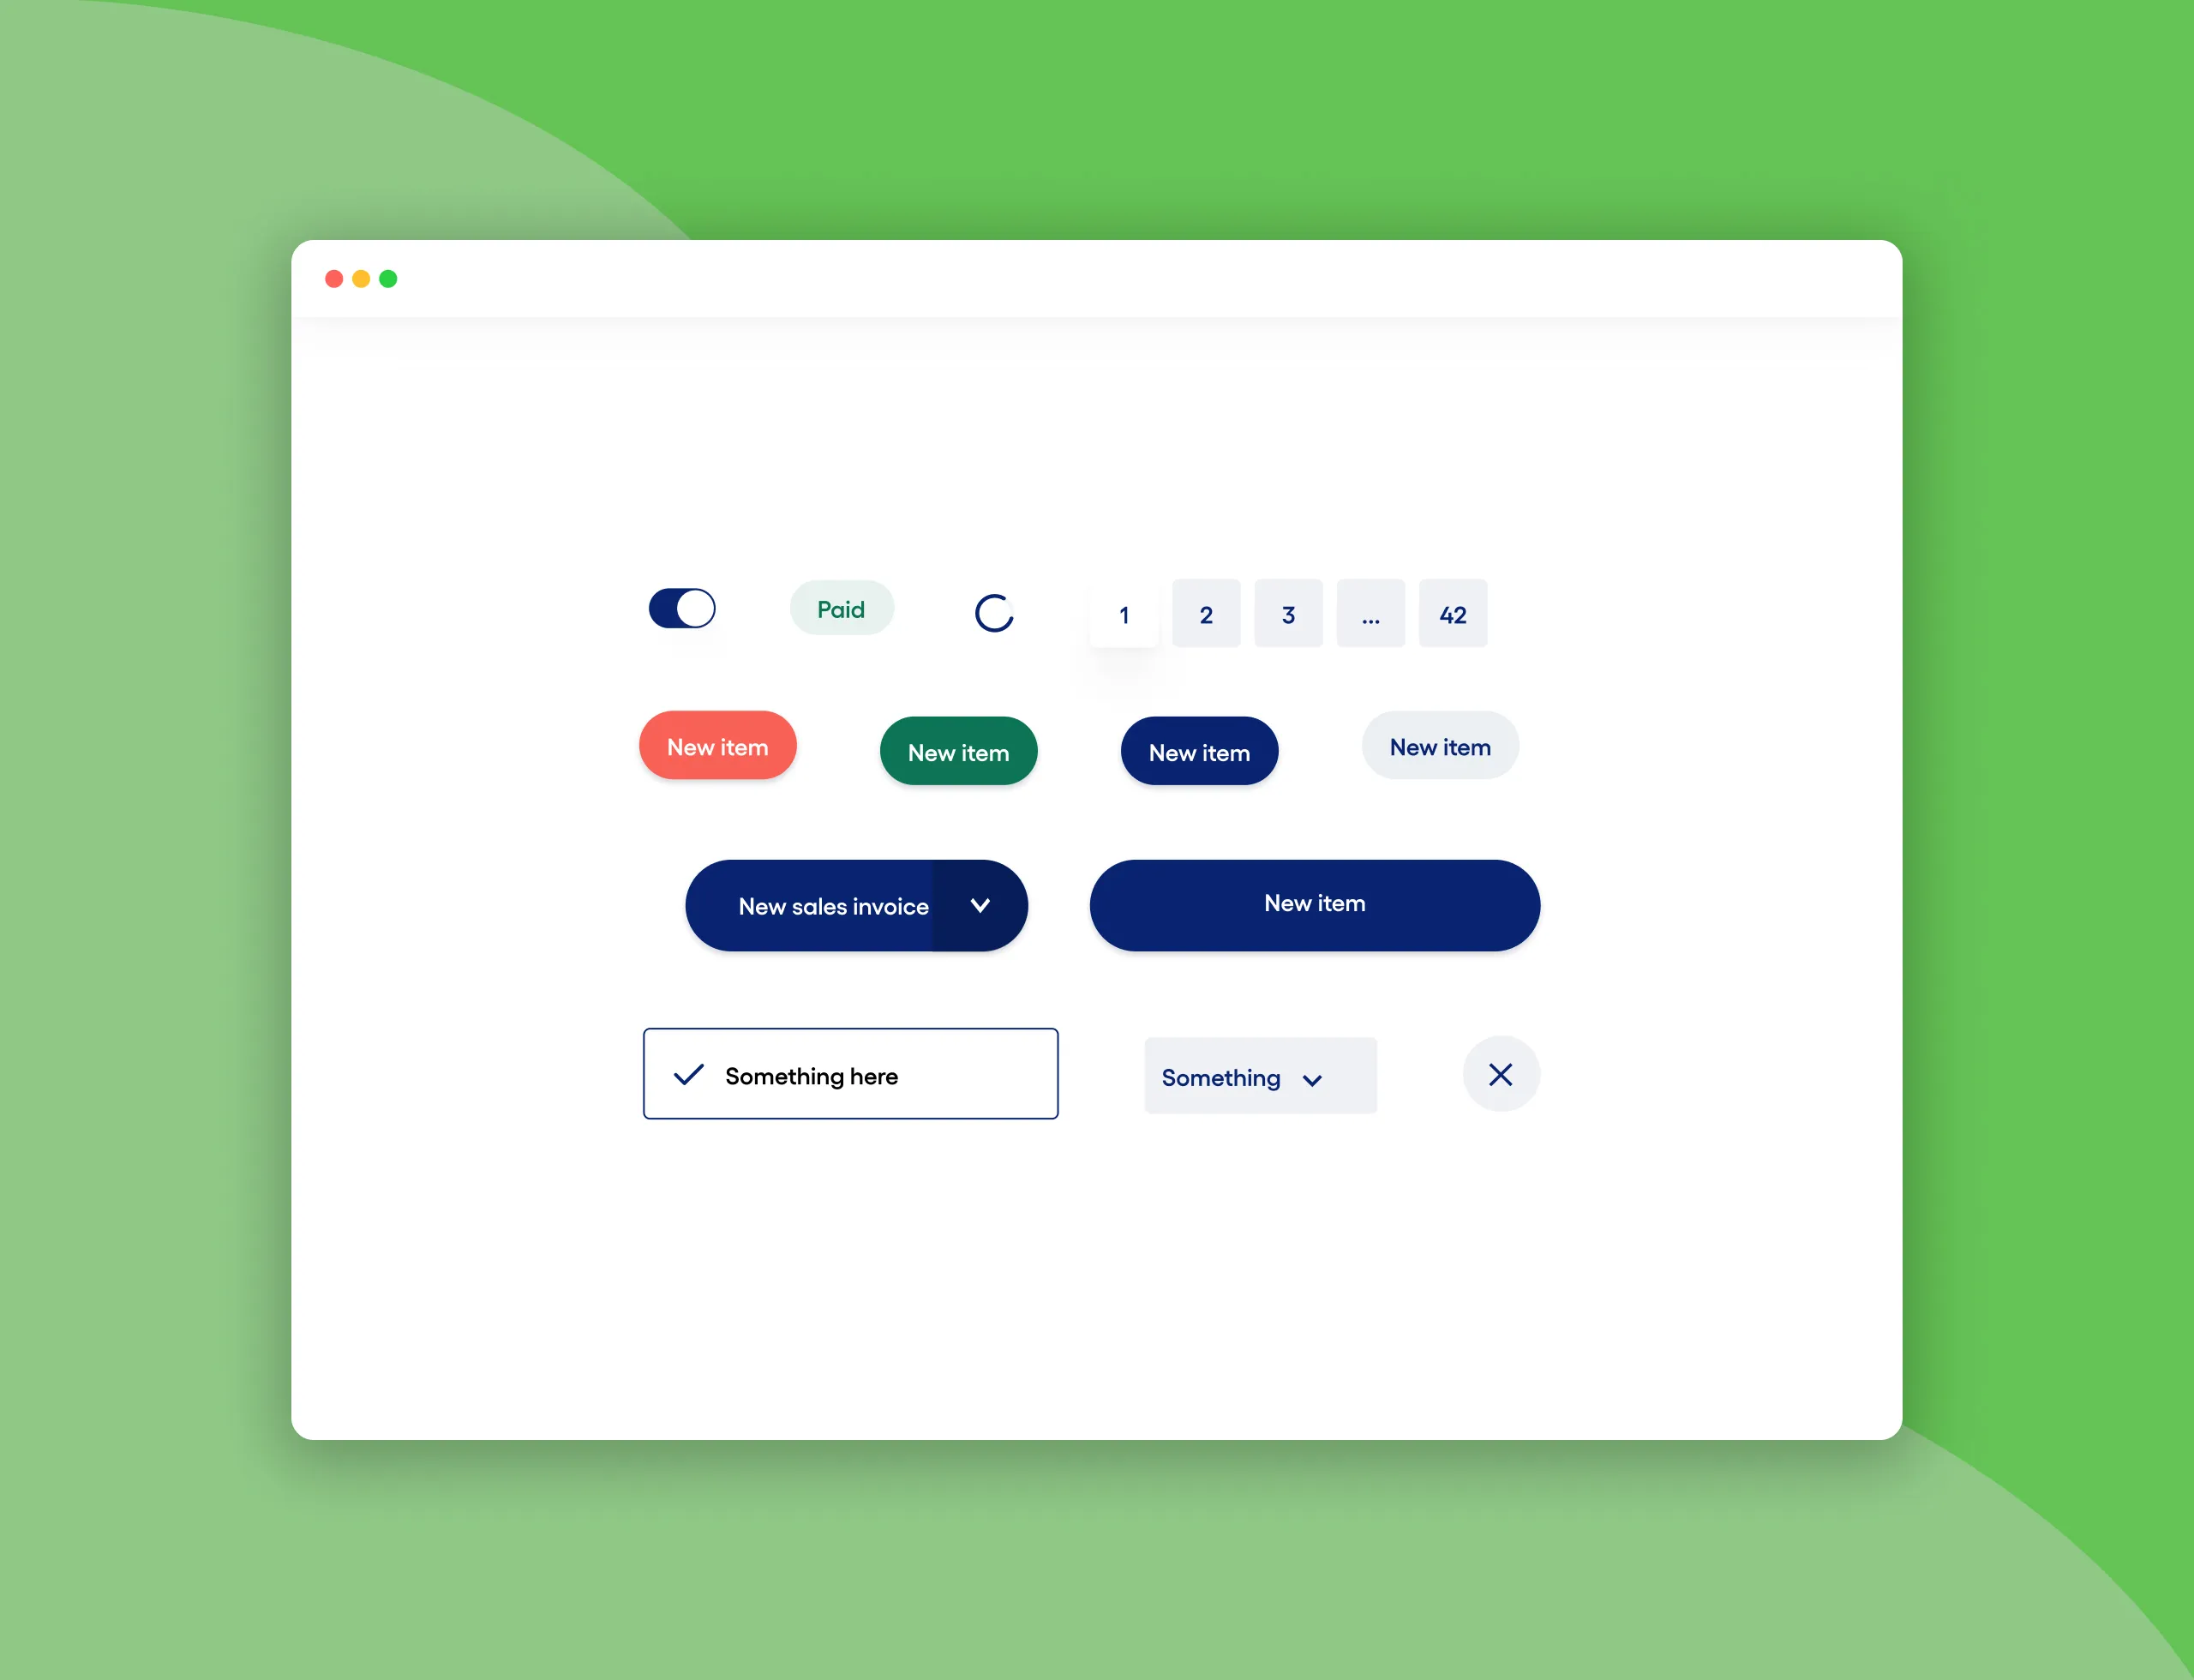 Paid
1 2 3 ... 42
New item New item New item New item
New sales invoice New item
Something here Something